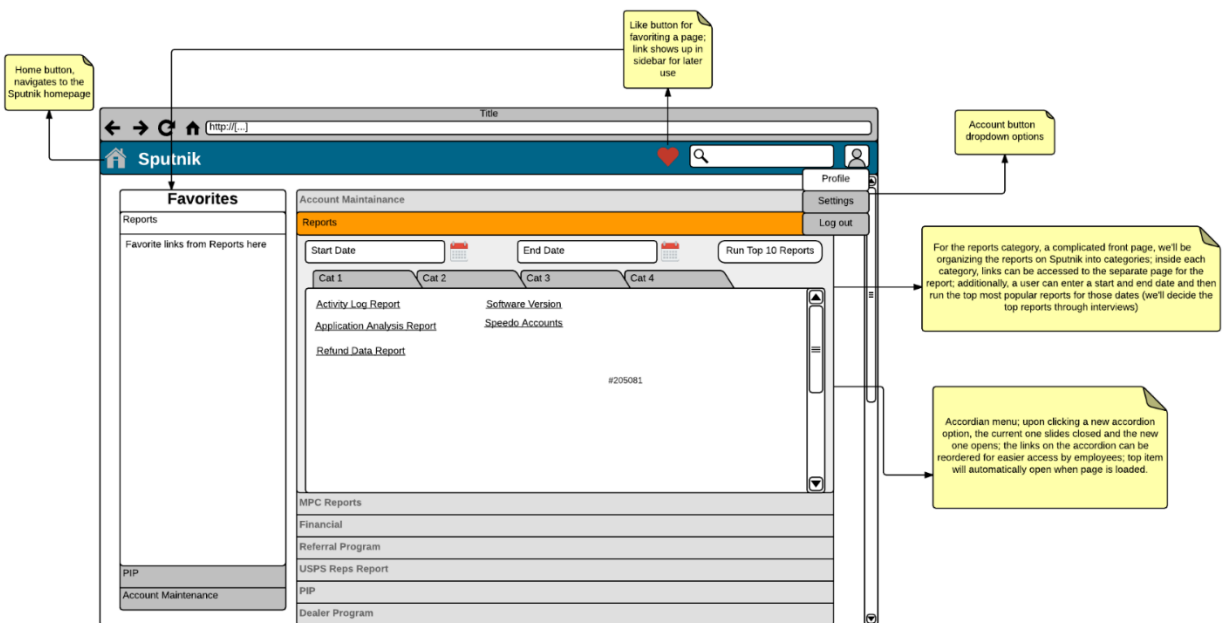 Like button for
favoriting a page;
link shows up in
sidebar for later
use
Home button,
navigates to the
Sputnik homepage
Title
http://[...]
Account button
dropdown options
Sputnik
Profile
Settings
Log out
Favorites
Reports
Favorite links from Reports here
PIP
Account Maintenance
Account Maintainance
Reports
Start Date
End Date
Run Top 10 Reports
Cat 1
Cat 2
Cat 3
Cat 4
Activity Log Report
Software Version
Application Analysis Report
Speedo Accounts
Refund Data Report
#205081
MPC Reports
Financial
Referral Program
USPS Reps Report
PIP
Dealer Program
For the reports category, a complicated front page, we'll be
organizing the reports on Sputnik into categories; inside each
category, links can be accessed to the separate page for the
report; additionally, a user can enter a start and end date and then
run the top most popular reports for those dates (we'll decide the
top reports through interviews)
Accordian menu; upon clicking a new accordion
option, the current one slides closed and the new
one opens; the links on the accordion can be
reordered for easier access by employees; top item
will automatically open when page is loaded.